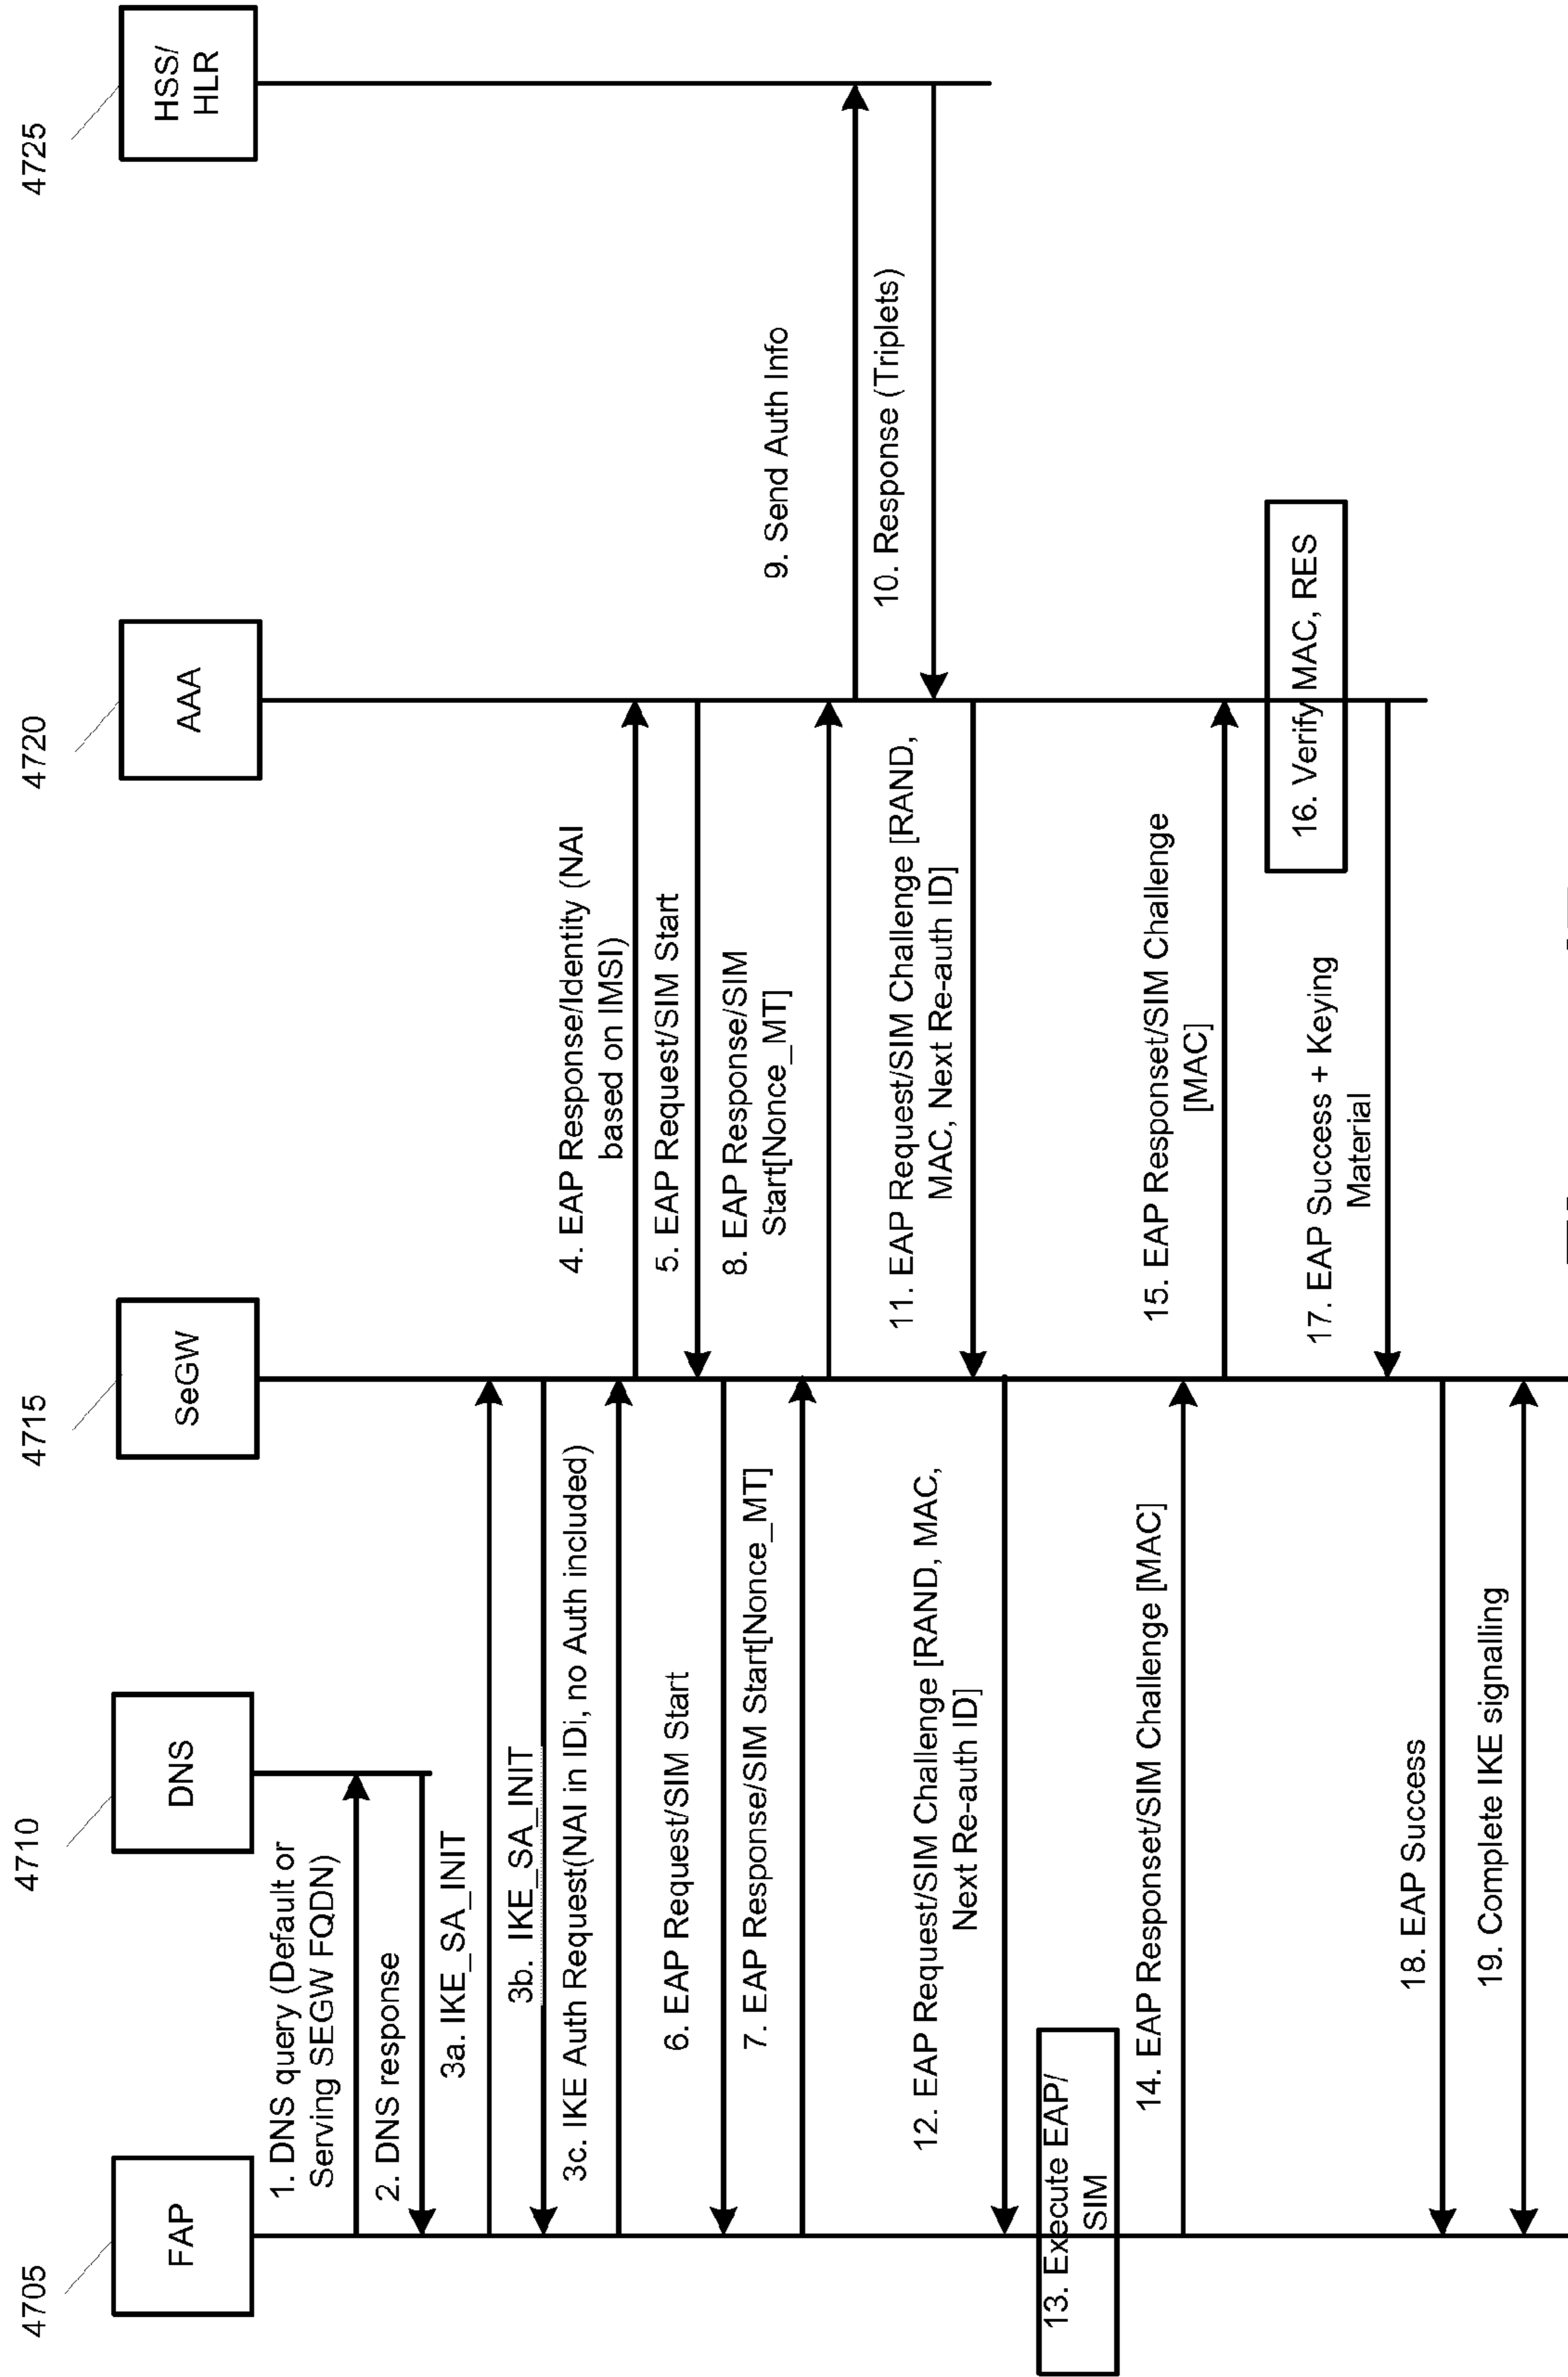 4705
4710
4715
4720
4725
FAP
DNS
SeGW
AAA
HSS/
HLR
1. DNS query (Default or
Serving SEGW FQDN)
2. DNS response
3a. IKE_SA_INIT
3b. IKE_SA_INIT
3c. IKE Auth Request(NAI in IDi, no Auth included)
4. EAP Response/Identity (NAI
based on IMSI)
5. EAP Request/SIM Start
6. EAP Request/SIM Start
7. EAP Response/SIM Start[Nonce_MT]
8. EAP Response/SIM
Start[Nonce_MT]
9. Send Auth Info
10. Response (Triplets)
11. EAP Request/SIM Challenge [RAND,
MAC, Next Re-auth ID]
12. EAP Request/SIM Challenge [RAND, MAC,
Next Re-auth ID]
13. Execute EAP/
SIM
14. EAP Responset/SIM Challenge [MAC]
15. EAP Responset/SIM Challenge
[MAC]
16. Verify MAC, RES
17. EAP Success + Keying
Material
18. EAP Success
19. Complete IKE signalling